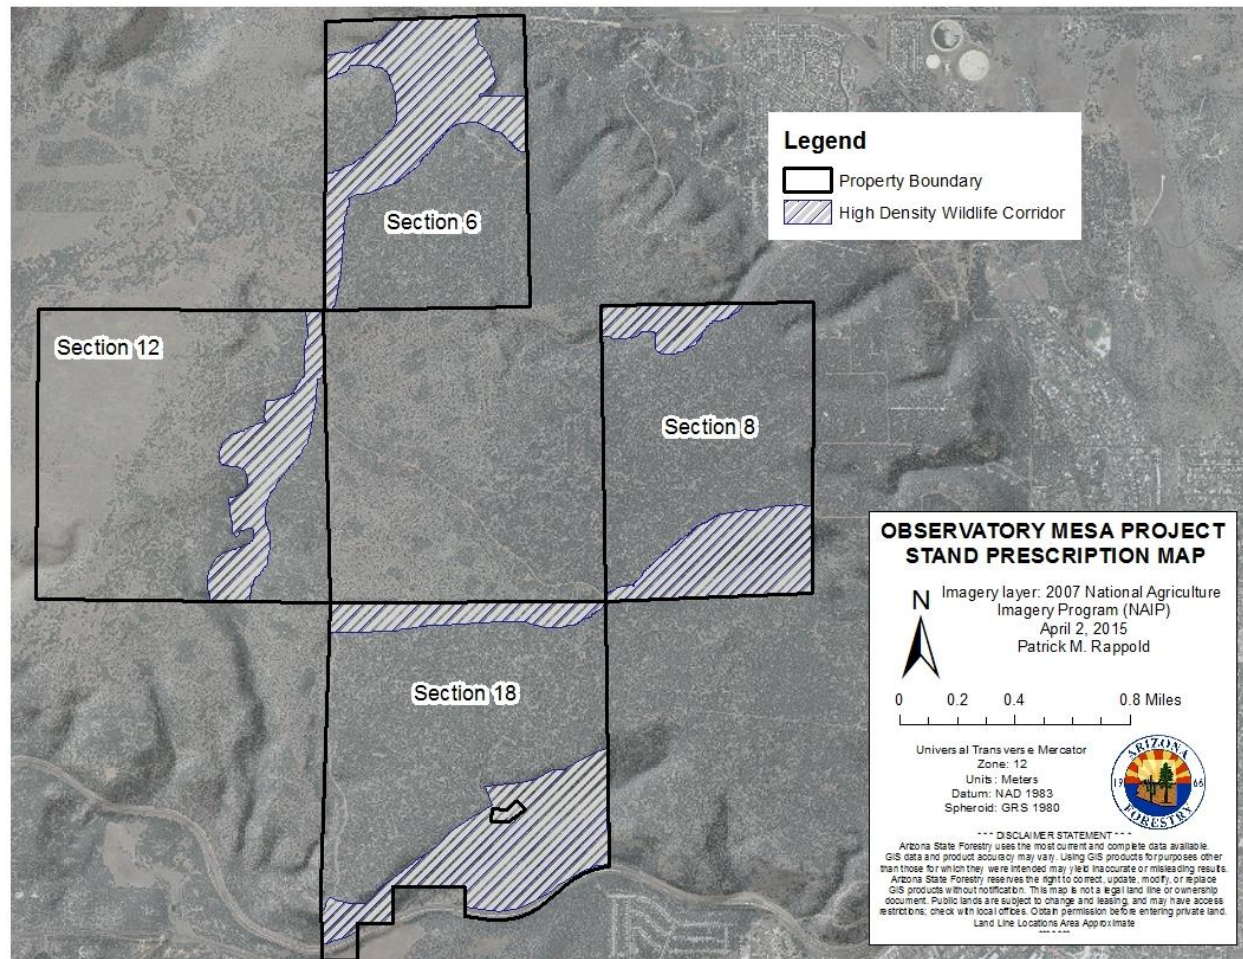 Legend
Property Boundary
High Density Wildlife Corridor
Section 6
Section 12
Section 8
Section 18
OBSERVATORY MESA PROJECT
STAND PRESCRIPTION MAP
N
Imagery layer: 2007 National Agriculture
Imagery Program (NAIP)
April 2, 2015
Patrick M. Rappold
0 0.2 0.4 0.8 Miles
Universal Transverse Mercator
Zone: 12
Units: Meters
Datum: NAD 1983
Spheroid: GRS 1980
ARIZONA
19 66
FORESTRY
--- DISCLAIMER STATEMENT ---
Arizona State Forestry uses the most current and complete data available.
GIS data and product accuracy may vary. Using GIS products for purposes other
than those for which they were intended may yield inaccurate or misleading results.
Arizona State Forestry reserves the right to correct, update, modify, or replace
GIS products without notification. This map is not a legal land line or ownership
document. Public lands are subject to change and leasing, and may have access
restrictions; check with local offices. Obtain permission before entering private land.
Land Line Locations Area Approximate